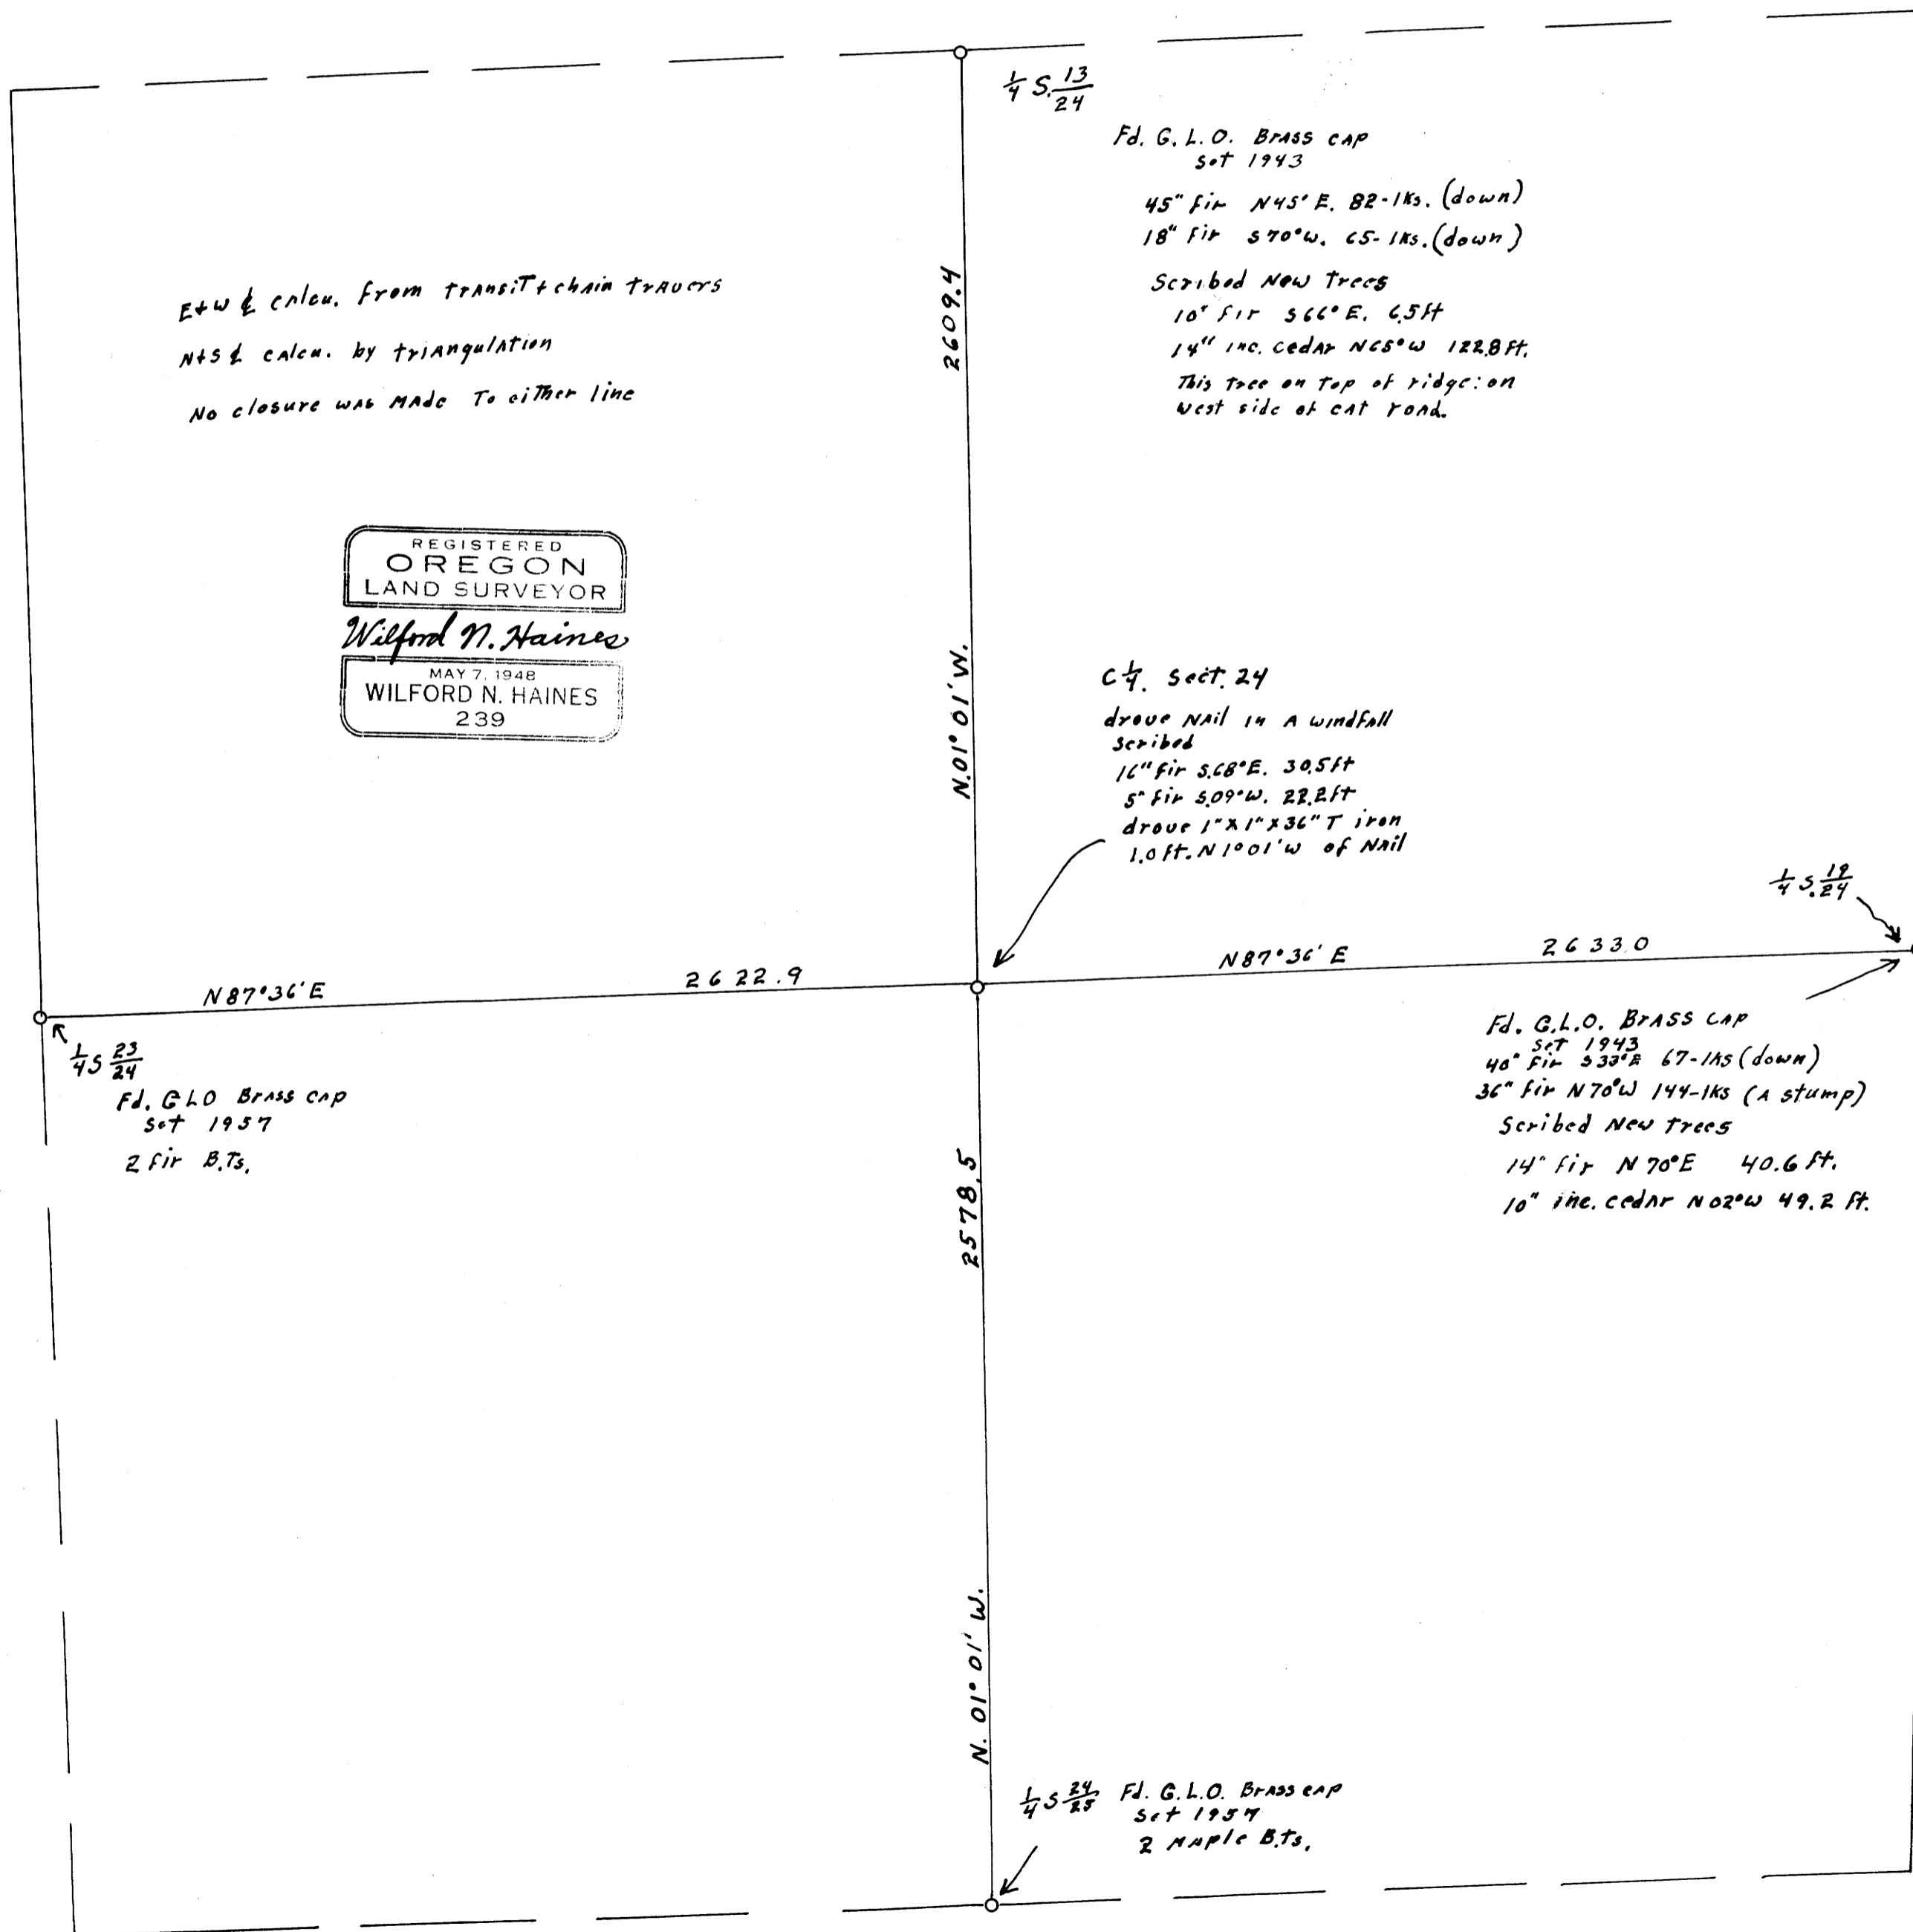 1/4 S. 13/24
Fd. G.L.O. Brass cap
set 1943
45" fir N45°E. 82-lks. (down)
18" fir S70°W. 65-lks. (down)
Scribed New Trees
10" fir S66°E. 6.5ft
14" inc. cedar N65°W 122.8 ft.
This tree on top of ridge: on
west side of cat road.
E+W ℄ calcu. from transit + chain travers
N+S ℄ calcu. by triangulation
No closure was made to either line
2609.4
N.01°01'W.
REGISTERED
OREGON
LAND SURVEYOR
Wilford N. Haines
MAY 7, 1948
WILFORD N. HAINES
239
C 1/4. Sect. 24
drove nail in a windfall
scribed
16" fir S.68°E. 30.5ft
5" fir S.09°W. 22.2ft
drove 1"x1"x36" T iron
1.0 ft. N1°01'W of nail
1/4 S. 19/24
N87°36'E 2622.9
N87°36'E 2633.0
1/4 S 23/24
Fd. GLO Brass cap
set 1957
2 fir B.Ts.
Fd. G.L.O. Brass cap
set 1943
40" fir S33°E 67-lks (down)
36" fir N70°W 144-lks (A stump)
Scribed New trees
14" fir N70°E 40.6 ft.
10" inc. cedar N02°W 49.2 ft.
2578.5
N. 01°01' W.
1/4 S 24/25 Fd. G.L.O. Brass cap
set 1957
2 Maple B.Ts.